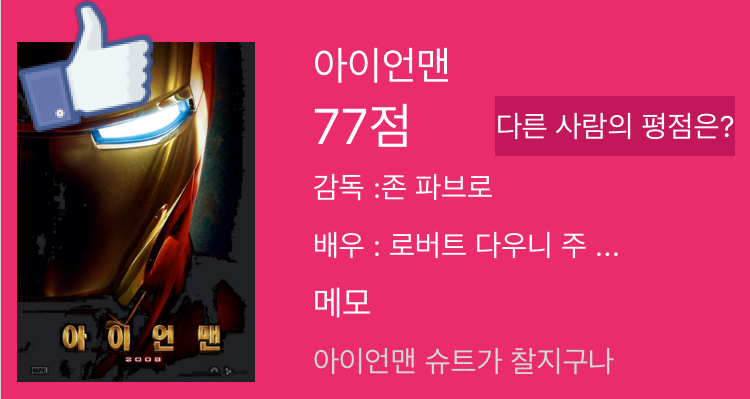 아이언맨
77점
다른 사람의 평점은?
감독 :존 파브로
배우 : 로버트 다우니 주 ...
메모
아이언맨 슈트가 찰지구나
아이언맨
2008